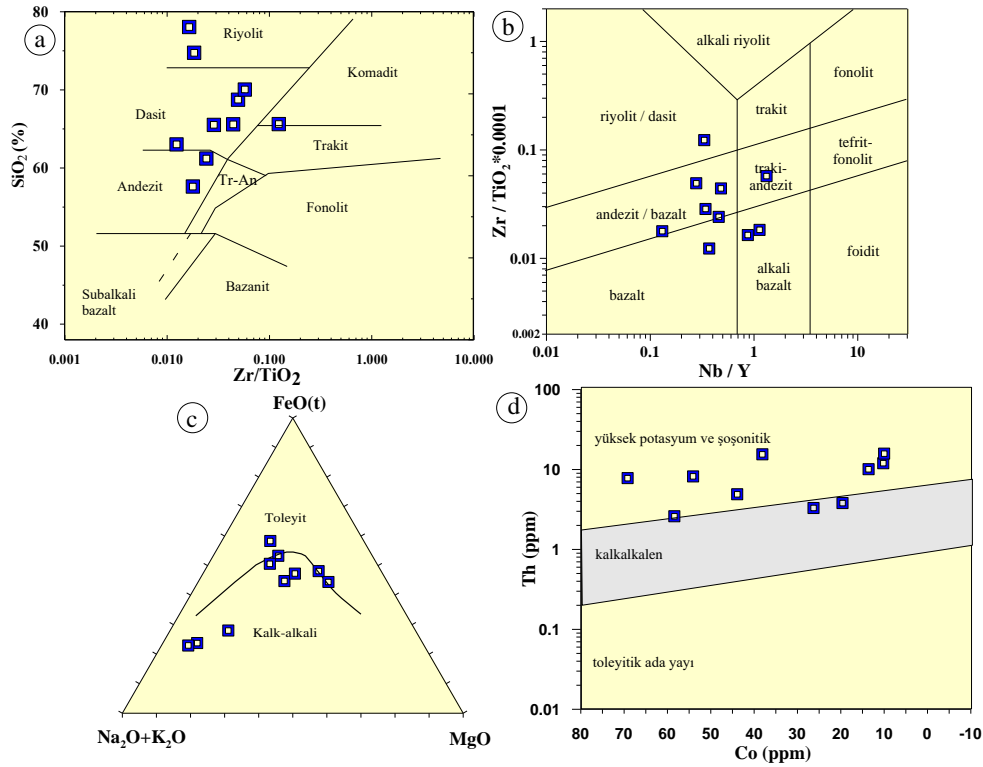 a
80
70
60
50
40
SiO2 (%)
Riyolit
Komadit
Dasit
Trakit
Tr-An
Andezit
Fonolit
Subalkali
bazalt
Bazanit
0.001
0.010
0.100
1.000
10.000
Zr/TiO2
b
1
0.1
0.01
0.002
Zr / TiO2*0.0001
alkali riyolit
fonolit
riyolit / dasit
trakit
tefrit-
fonolit
traki-
andezit
andezit / bazalt
foidit
alkali
bazalt
bazalt
0.01
0.1
1
10
Nb / Y
c
FeO(t)
Toleyit
Kalk-alkali
Na2O+K2O
MgO
d
100
10
1
0.1
0.01
Th (ppm)
yüksek potasyum ve şoşonitik
kalkalkalen
toleyitik ada yayı
80 70 60 50 40 30 20 10 0 -10
Co (ppm)